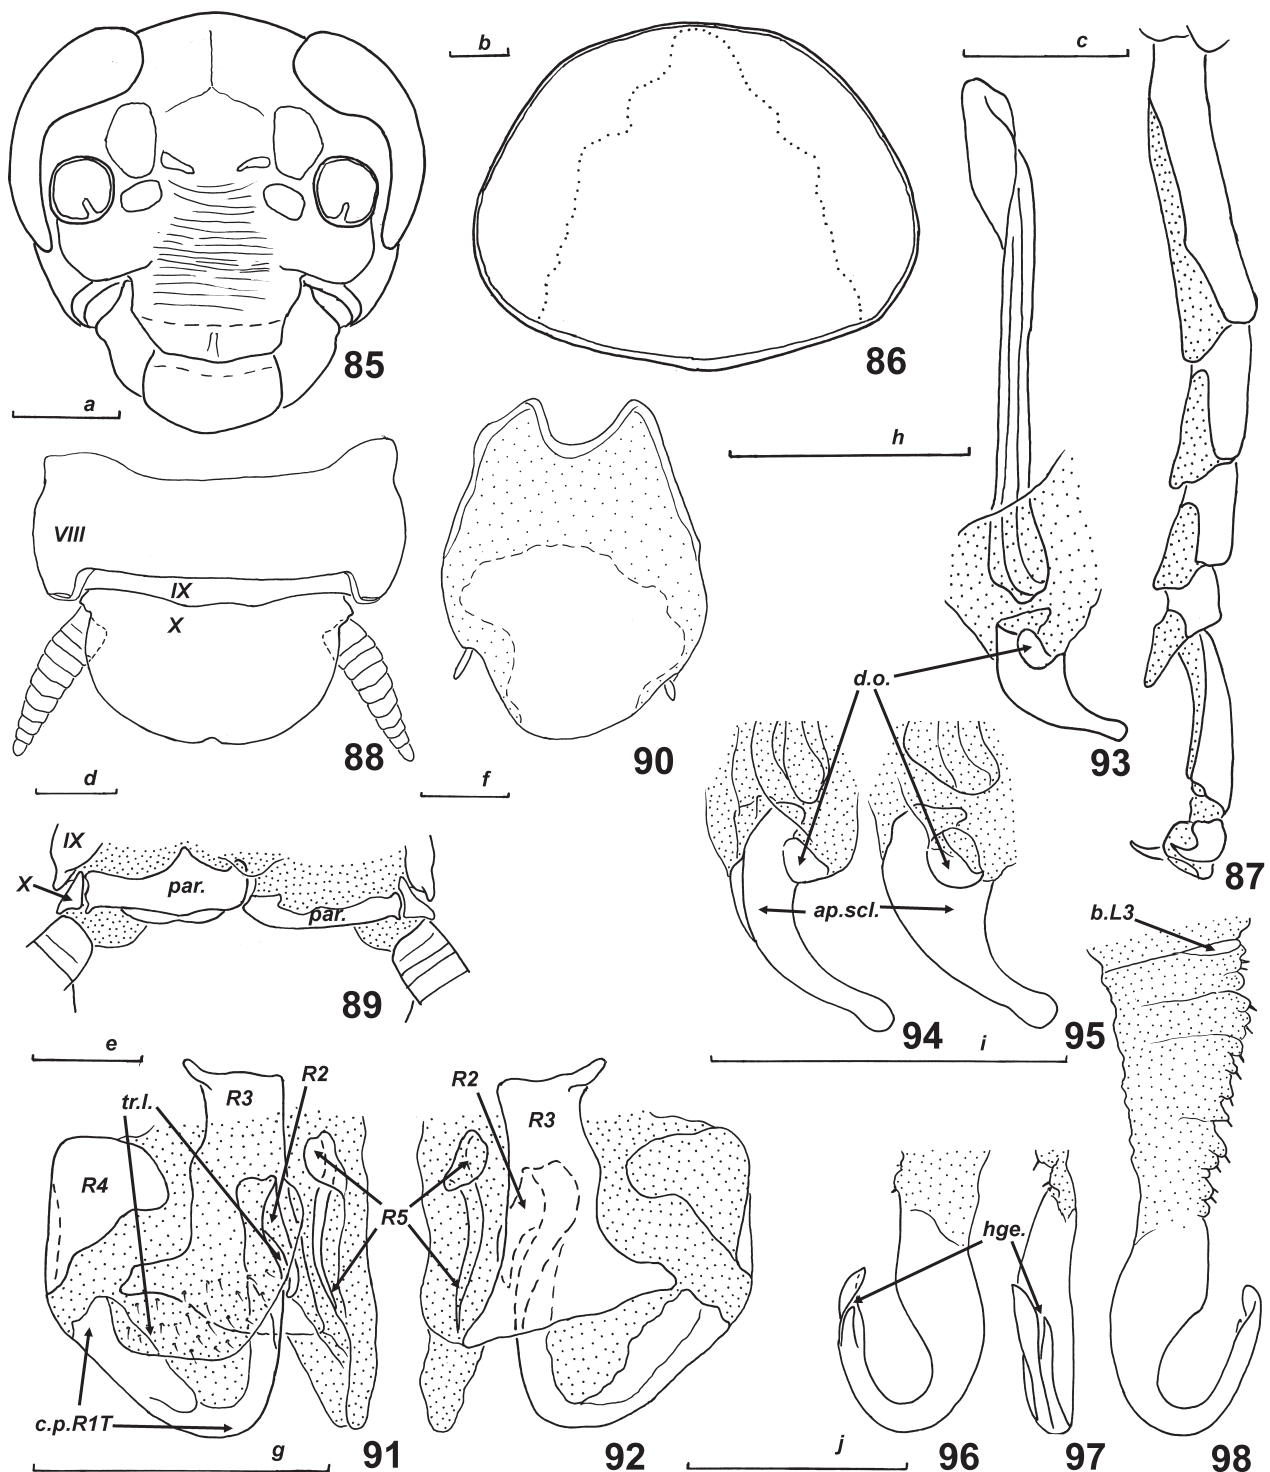 b
c
85
86
a
h
VIII
IX
X
d.o.
88
90
93
d
f
87
IX
X
par.
par.
ap.scl.
b.L3
89
94
i
95
e
R2
R2
R3
tr.l.
R3
R4
R5
hge.
c.p.R1T
g
91
92
j
96
97
98